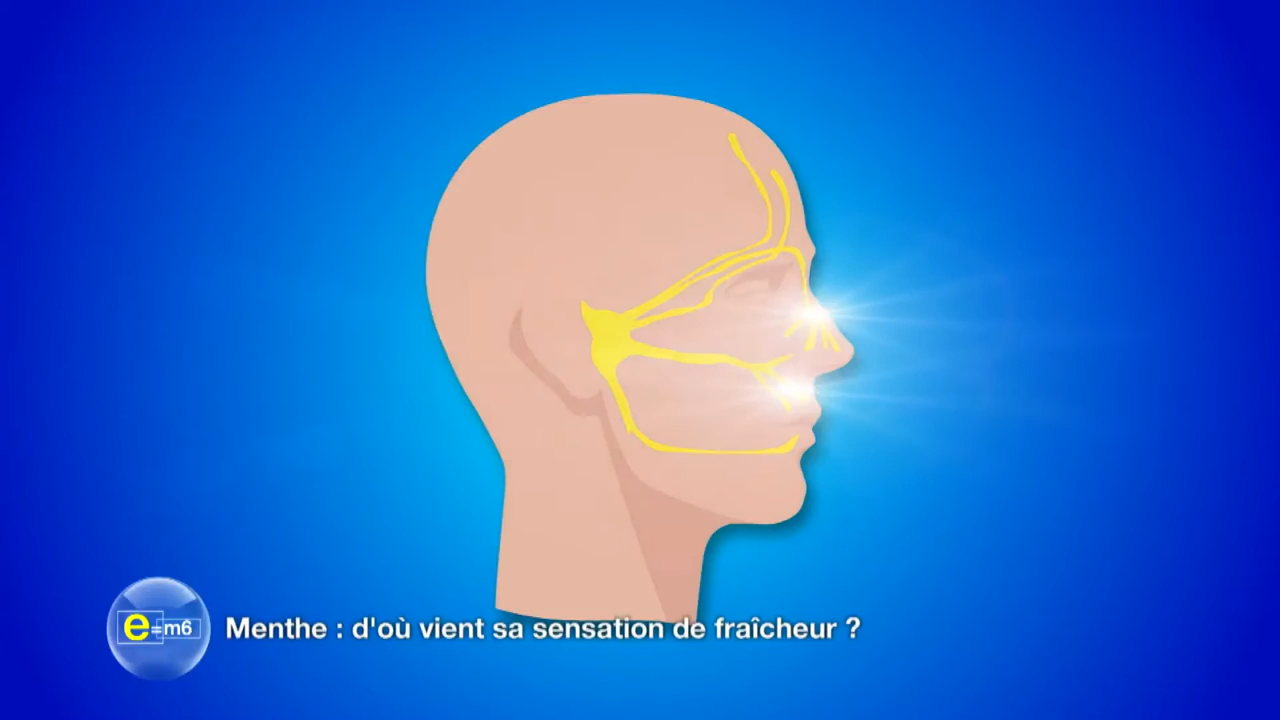 e=m6
Menthe : d'où vient sa sensation de fraîcheur ?